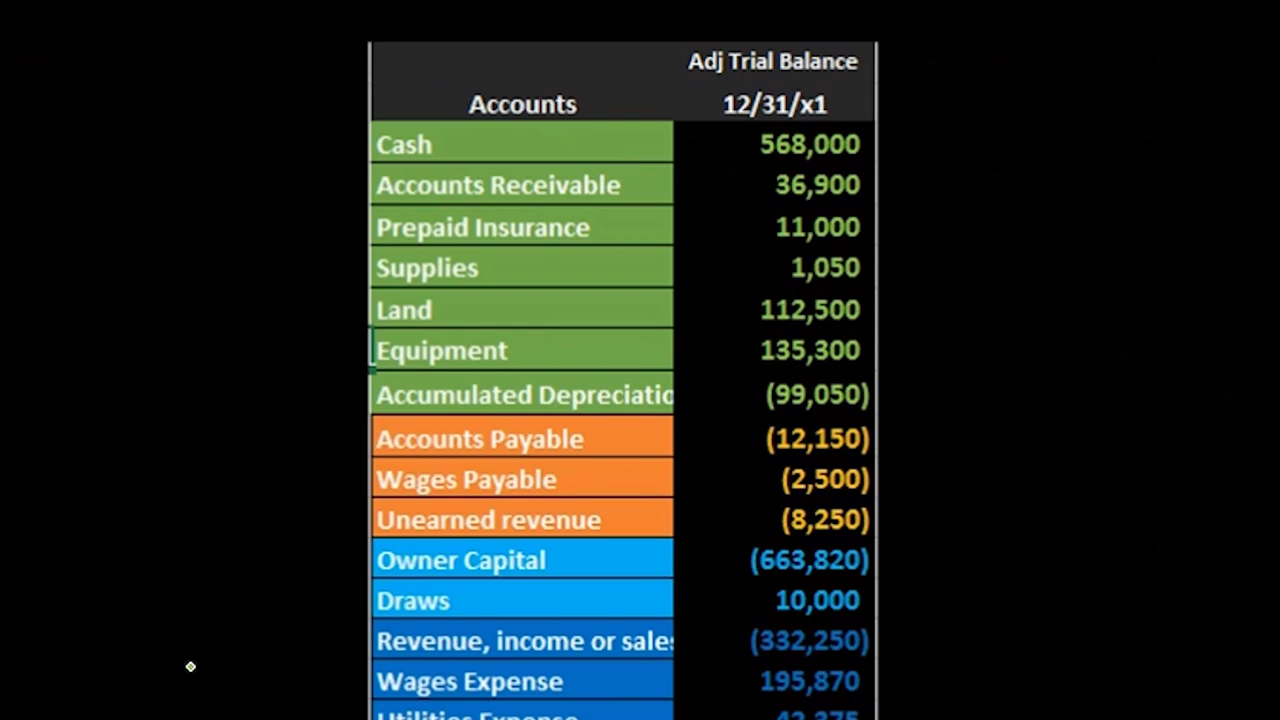 Adj Trial Balance
Accounts 12/31/x1
Cash 568,000
Accounts Receivable 36,900
Prepaid Insurance 11,000
Supplies 1,050
Land 112,500
Equipment 135,300
Accumulated Depreciatio (99,050)
Accounts Payable (12,150)
Wages Payable (2,500)
Unearned revenue (8,250)
Owner Capital (663,820)
Draws 10,000
Revenue, income or sales (332,250)
Wages Expense 195,870
Utilities Expense